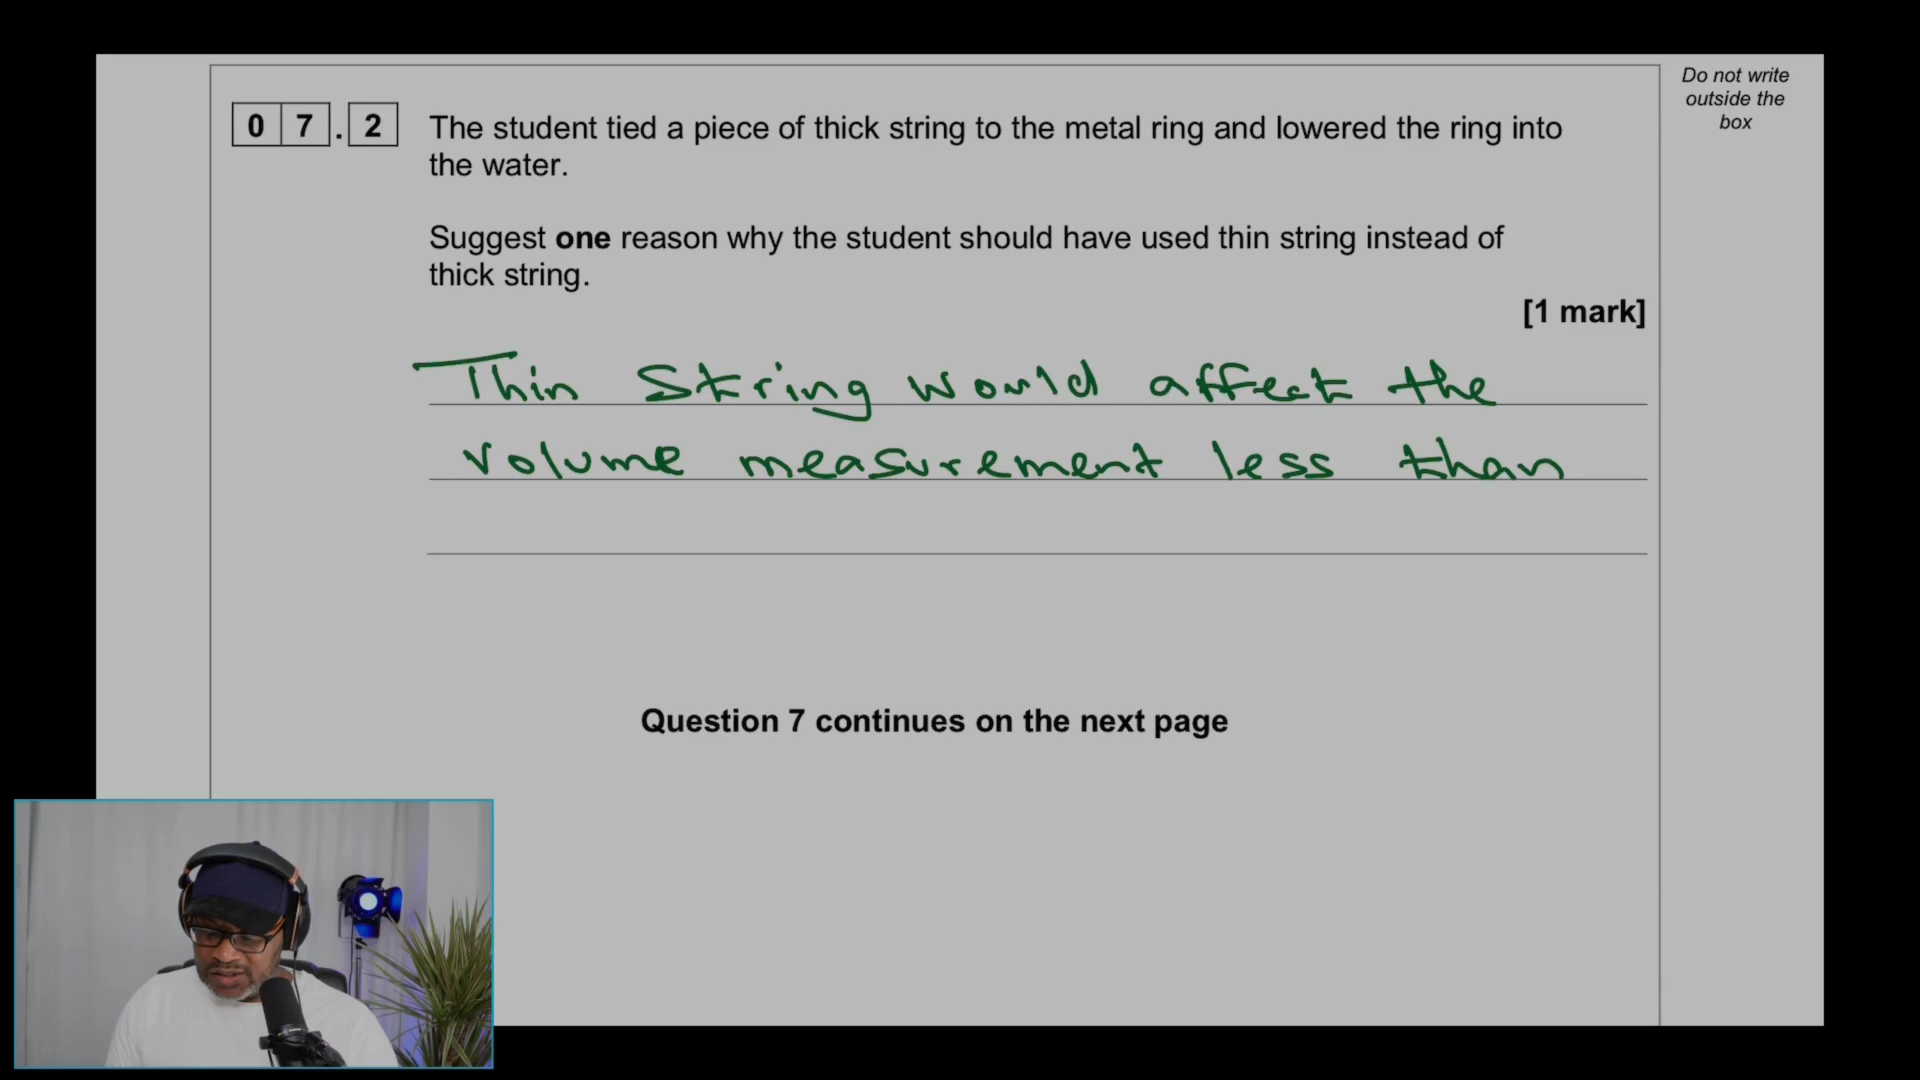 Do not write
outside the
box
0 7 . 2
The student tied a piece of thick string to the metal ring and lowered the ring into
the water.
Suggest one reason why the student should have used thin string instead of
thick string.
[1 mark]
Thin String would affect the
volume measurement less than
Question 7 continues on the next page